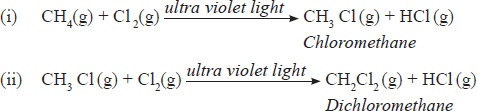 (i) CH₄(g) + Cl₂(g) ultra violet light → CH₃ Cl (g) + HCl (g)
Chloromethane
(ii) CH₃ Cl (g) + Cl₂(g) ultra violet light → CH₂Cl₂ (g) + HCl (g)
Dichloromethane